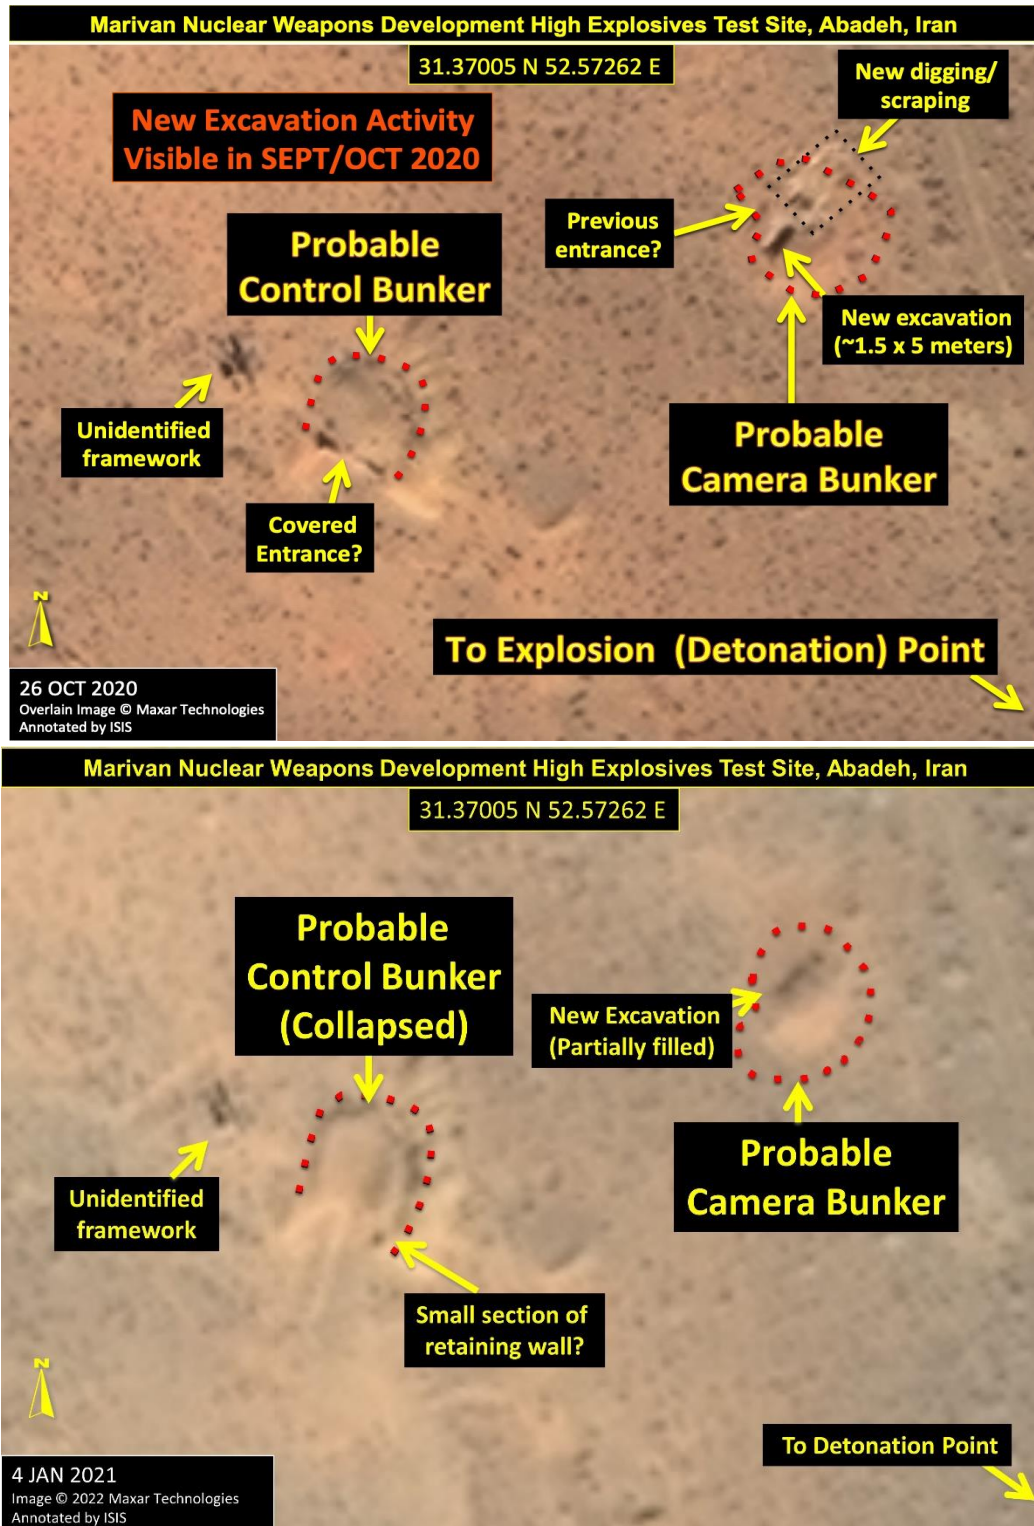 Marivan Nuclear Weapons Development High Explosives Test Site, Abadeh, Iran
31.37005 N 52.57262 E
New digging/
scraping
New Excavation Activity
Visible in SEPT/OCT 2020
Previous
entrance?
Probable
Control Bunker
New excavation
(~1.5 x 5 meters)
Unidentified
framework
Probable
Camera Bunker
Covered
Entrance?
N
To Explosion (Detonation) Point
26 OCT 2020
Overlain Image © Maxar Technologies
Annotated by ISIS
Marivan Nuclear Weapons Development High Explosives Test Site, Abadeh, Iran
31.37005 N 52.57262 E
Probable
Control Bunker
(Collapsed)
New Excavation
(Partially filled)
Probable
Camera Bunker
Unidentified
framework
Small section of
retaining wall?
N
To Detonation Point
4 JAN 2021
Image © 2022 Maxar Technologies
Annotated by ISIS